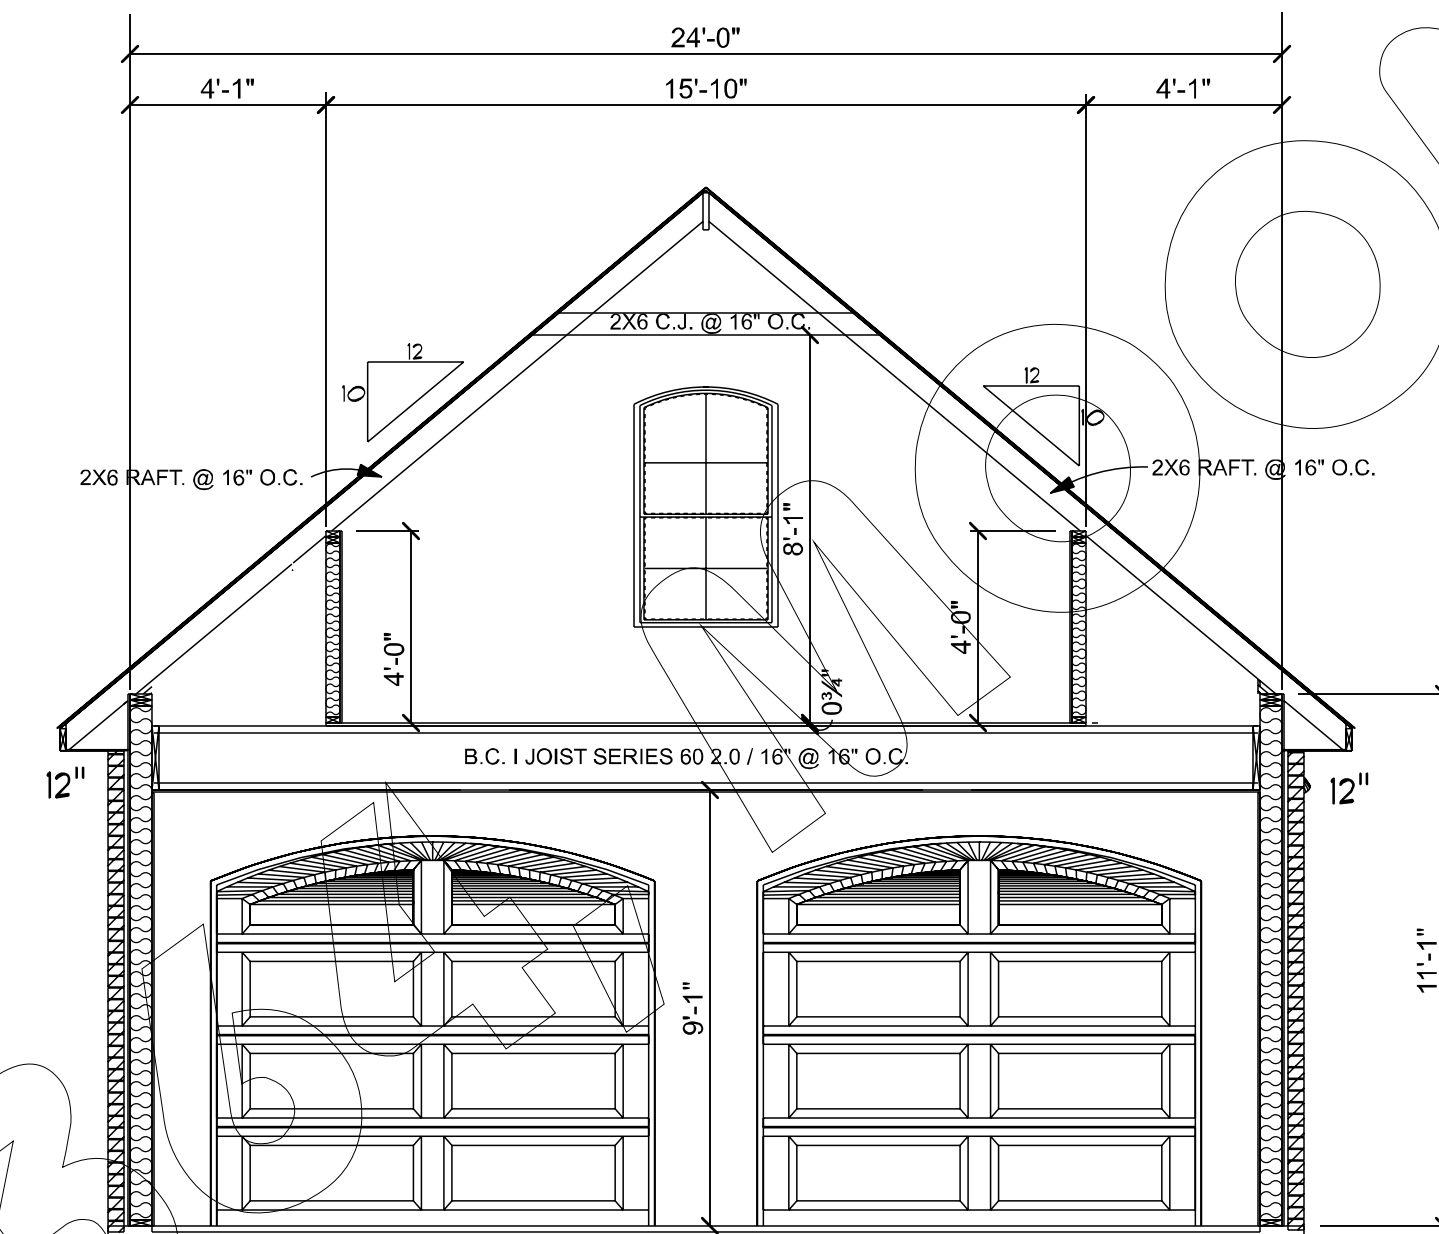 24'-0"
4'-1" 15'-10" 4'-1"
2X6 C.J. @ 16" O.C.
12
10
12
10
2X6 RAFT. @ 16" O.C.
2X6 RAFT. @ 16" O.C.
8'-1"
4'-0"
4'-0"
0¾"
B.C. I JOIST SERIES 60 2.0 / 16" @ 16" O.C.
12"
12"
11'-1"
9'-1"